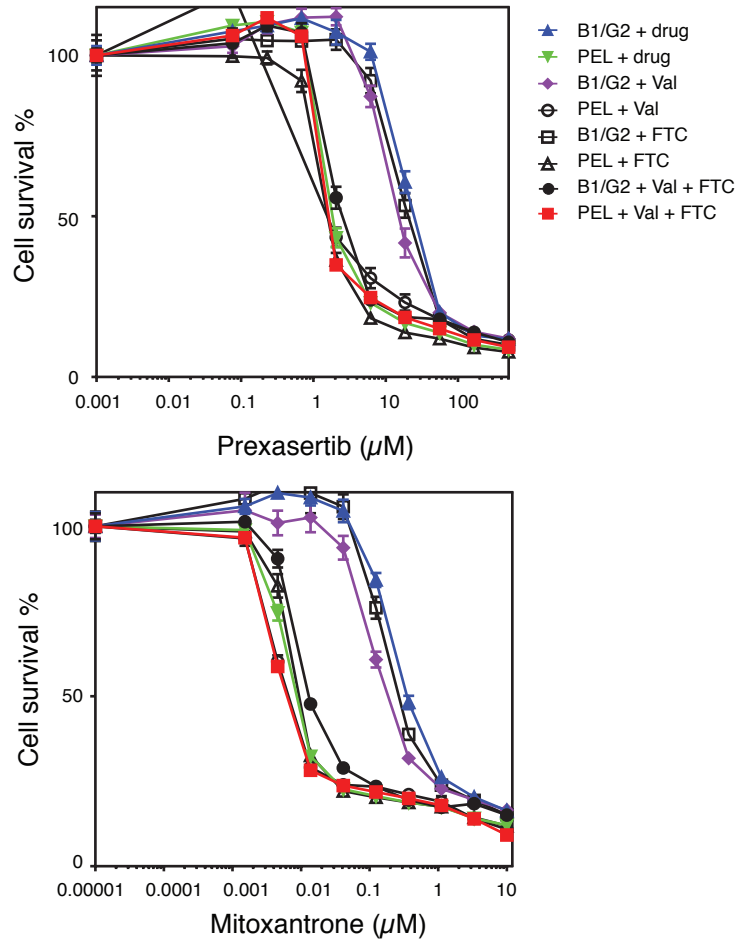 100
50
0
Cell survival %
0.001 0.01 0.1 1 10 100
Prexasertib (µM)
B1/G2 + drug
PEL + drug
B1/G2 + Val
PEL + Val
B1/G2 + FTC
PEL + FTC
B1/G2 + Val + FTC
PEL + Val + FTC
100
50
0
Cell survival %
0.00001 0.0001 0.001 0.01 0.1 1 10
Mitoxantrone (µM)